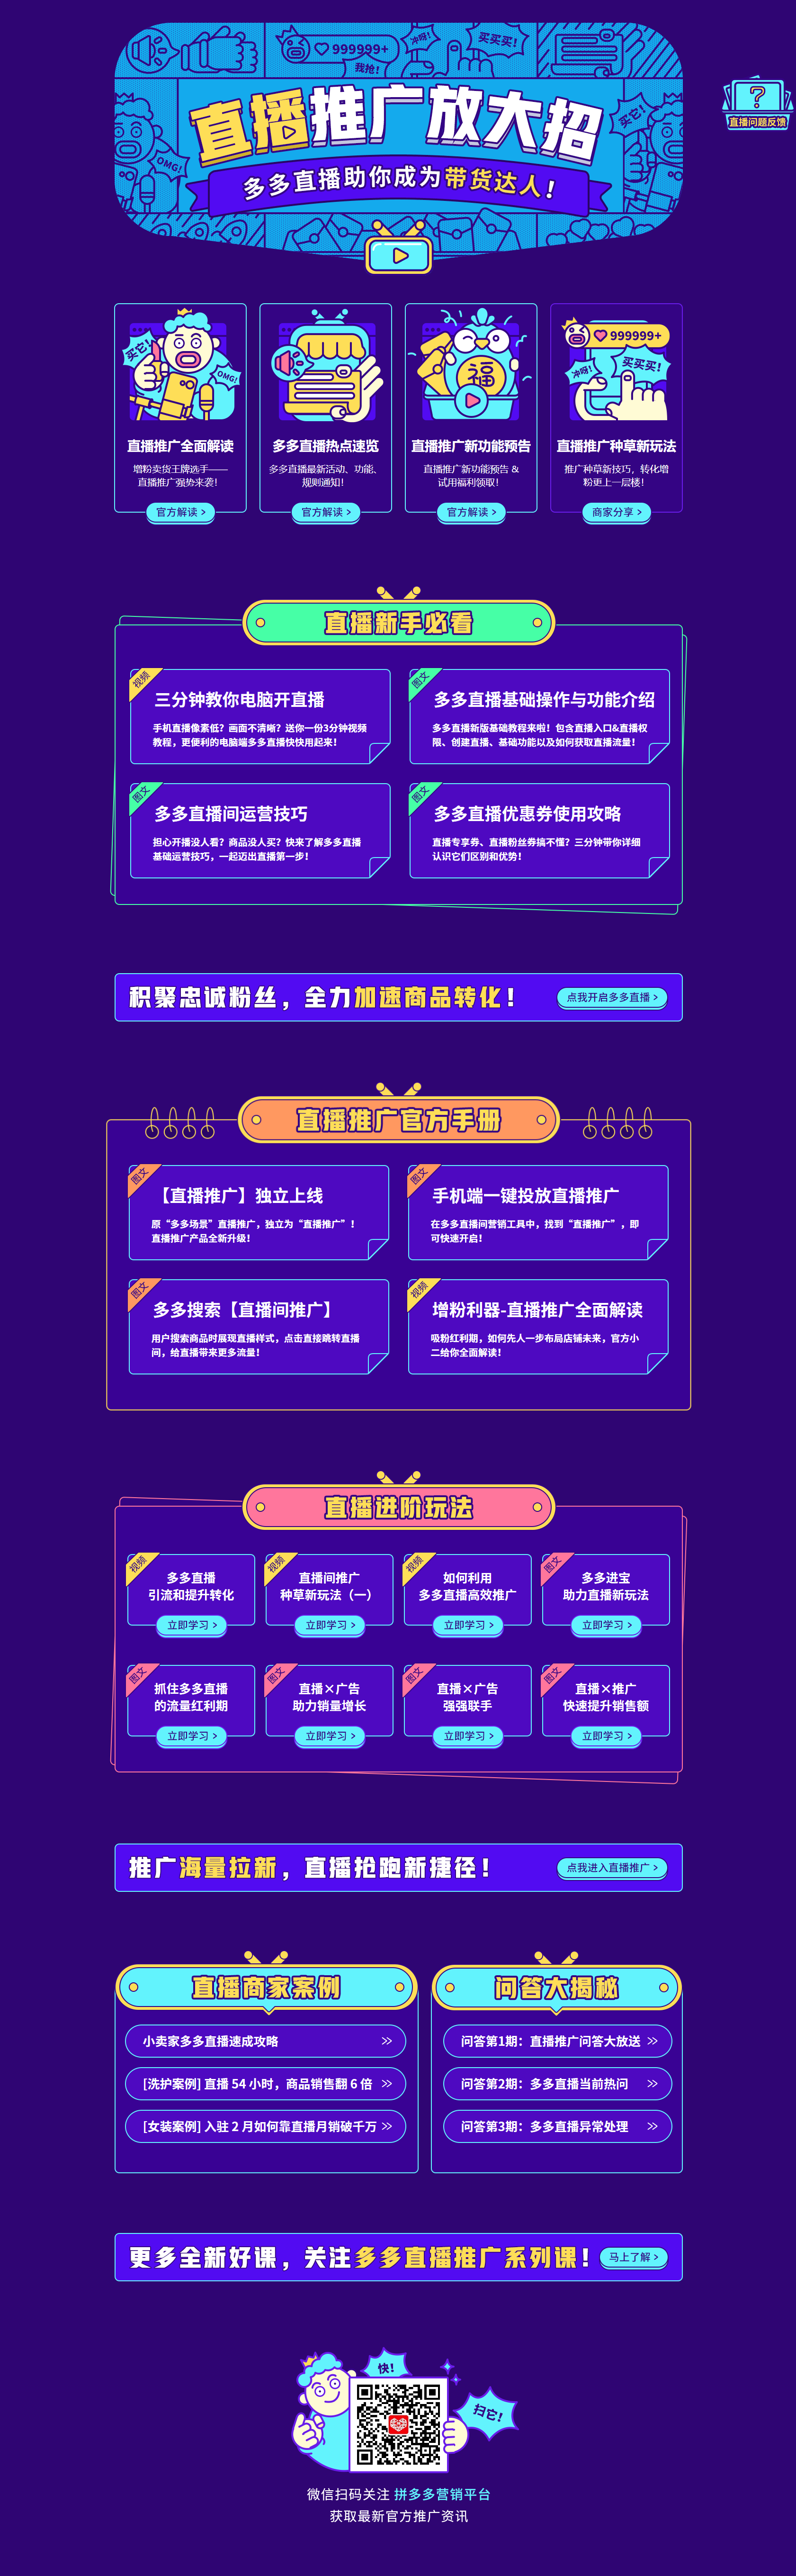 999999+
冲呀!
买买买!
我抢!
直播推广放大招
买它!
OMG!
多多直播助你成为带货达人!
?
直播问题反馈
买它!
OMG!
直播推广全面解读
增粉卖货王牌选手——
直播推广强势来袭!
官方解读 >
多多直播热点速览
多多直播最新活动、功能、
规则通知!
官方解读 >
福
直播推广新功能预告
直播推广新功能预告 &
试用福利领取!
官方解读 >
999999+
冲呀!
买买买!
直播推广种草新玩法
推广种草新技巧，转化增
粉更上一层楼!
商家分享 >
直播新手必看
视频
三分钟教你电脑开直播
手机直播像素低？画面不清晰？送你一份3分钟视频
教程，更便利的电脑端多多直播快快用起来!
图文
多多直播基础操作与功能介绍
多多直播新版基础教程来啦！包含直播入口&直播权
限、创建直播、基础功能以及如何获取直播流量!
图文
多多直播间运营技巧
担心开播没人看？商品没人买？快来了解多多直播
基础运营技巧，一起迈出直播第一步!
图文
多多直播优惠券使用攻略
直播专享券、直播粉丝券搞不懂？三分钟带你详细
认识它们区别和优势!
积聚忠诚粉丝，全力加速商品转化!
点我开启多多直播 >
直播推广官方手册
图文
【直播推广】独立上线
原“多多场景”直播推广，独立为“直播推广”!
直播推广产品全新升级!
图文
手机端一键投放直播推广
在多多直播间营销工具中，找到“直播推广”，即
可快速开启!
图文
多多搜索【直播间推广】
用户搜索商品时展现直播样式，点击直接跳转直播
间，给直播带来更多流量!
视频
增粉利器-直播推广全面解读
吸粉红利期，如何先人一步布局店铺未来，官方小
二给你全面解读!
直播进阶玩法
视频
多多直播
引流和提升转化
立即学习 >
视频
直播间推广
种草新玩法（一）
立即学习 >
视频
如何利用
多多直播高效推广
立即学习 >
图文
多多进宝
助力直播新玩法
立即学习 >
图文
抓住多多直播
的流量红利期
立即学习 >
图文
直播×广告
助力销量增长
立即学习 >
图文
直播×广告
强强联手
立即学习 >
图文
直播×推广
快速提升销售额
立即学习 >
推广海量拉新，直播抢跑新捷径!
点我进入直播推广 >
直播商家案例
小卖家多多直播速成攻略 >>
[洗护案例] 直播 54 小时，商品销售翻 6 倍 >>
[女装案例] 入驻 2 月如何靠直播月销破千万 >>
问答大揭秘
问答第1期：直播推广问答大放送 >>
问答第2期：多多直播当前热问 >>
问答第3期：多多直播异常处理 >>
更多全新好课，关注多多直播推广系列课!
马上了解 >
快!
扫它!
微信扫码关注 拼多多营销平台
获取最新官方推广资讯